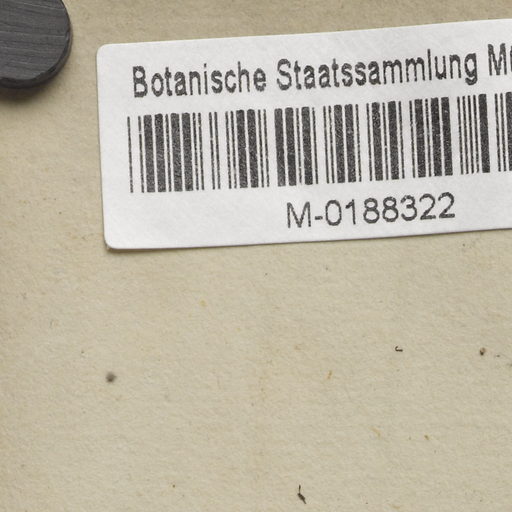 Botanische Staatssammlung
M-0188322